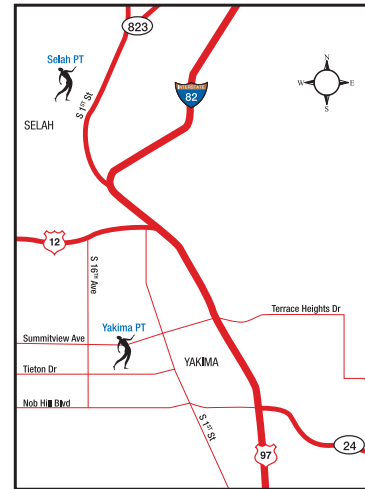 823
Selah PT
S 1ST St
INTERSTATE
82
N
W
E
S
SELAH
12
S 16TH Ave
Terrace Heights Dr
Yakima PT
Summitview Ave
YAKIMA
Tieton Dr
Nob Hill Blvd
S 1ST St
24
97